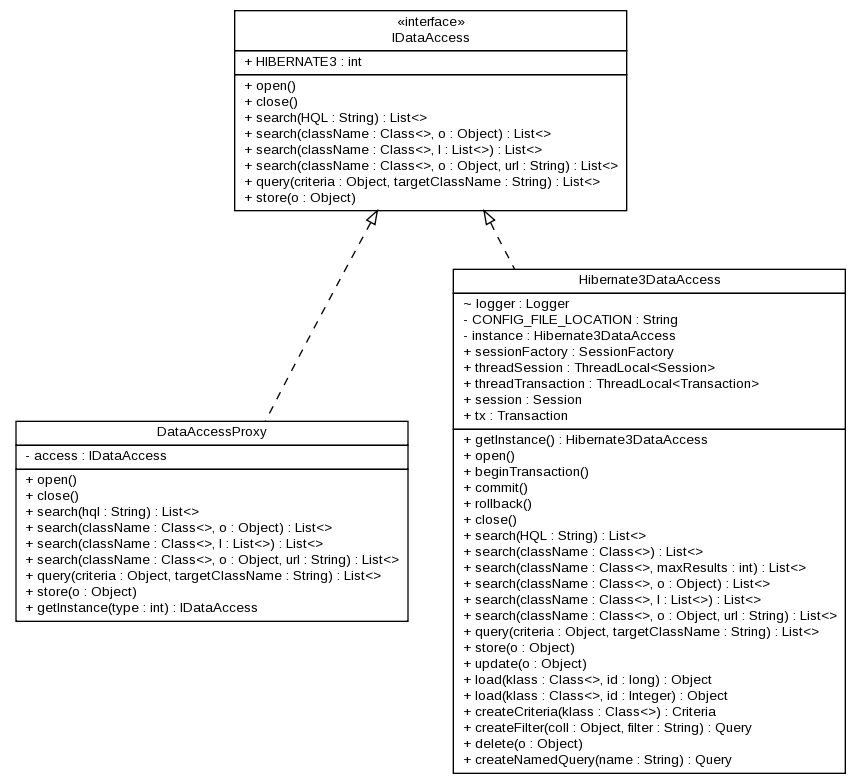 «interface»
IDataAccess
+ HIBERNATE3 : int
+ open()
+ close()
+ search(HQL : String) : List<>
+ search(className : Class<>, o : Object) : List<>
+ search(className : Class<>, l : List<>) : List<>
+ search(className : Class<>, o : Object, url : String) : List<>
+ query(criteria : Object, targetClassName : String) : List<>
+ store(o : Object)
DataAccessProxy
- access : IDataAccess
+ open()
+ close()
+ search(hql : String) : List<>
+ search(className : Class<>, o : Object) : List<>
+ search(className : Class<>, l : List<>) : List<>
+ search(className : Class<>, o : Object, url : String) : List<>
+ query(criteria : Object, targetClassName : String) : List<>
+ store(o : Object)
+ getInstance(type : int) : IDataAccess
Hibernate3DataAccess
~ logger : Logger
- CONFIG_FILE_LOCATION : String
- instance : Hibernate3DataAccess
+ sessionFactory : SessionFactory
+ threadSession : ThreadLocal<Session>
+ threadTransaction : ThreadLocal<Transaction>
+ session : Session
+ tx : Transaction
+ getInstance() : Hibernate3DataAccess
+ open()
+ beginTransaction()
+ commit()
+ rollback()
+ close()
+ search(HQL : String) : List<>
+ search(className : Class<>) : List<>
+ search(className : Class<>, maxResults : int) : List<>
+ search(className : Class<>, o : Object) : List<>
+ search(className : Class<>, l : List<>) : List<>
+ search(className : Class<>, o : Object, url : String) : List<>
+ query(criteria : Object, targetClassName : String) : List<>
+ store(o : Object)
+ update(o : Object)
+ load(klass : Class<>, id : long) : Object
+ load(klass : Class<>, id : Integer) : Object
+ createCriteria(klass : Class<>) : Criteria
+ createFilter(coll : Object, filter : String) : Query
+ delete(o : Object)
+ createNamedQuery(name : String) : Query